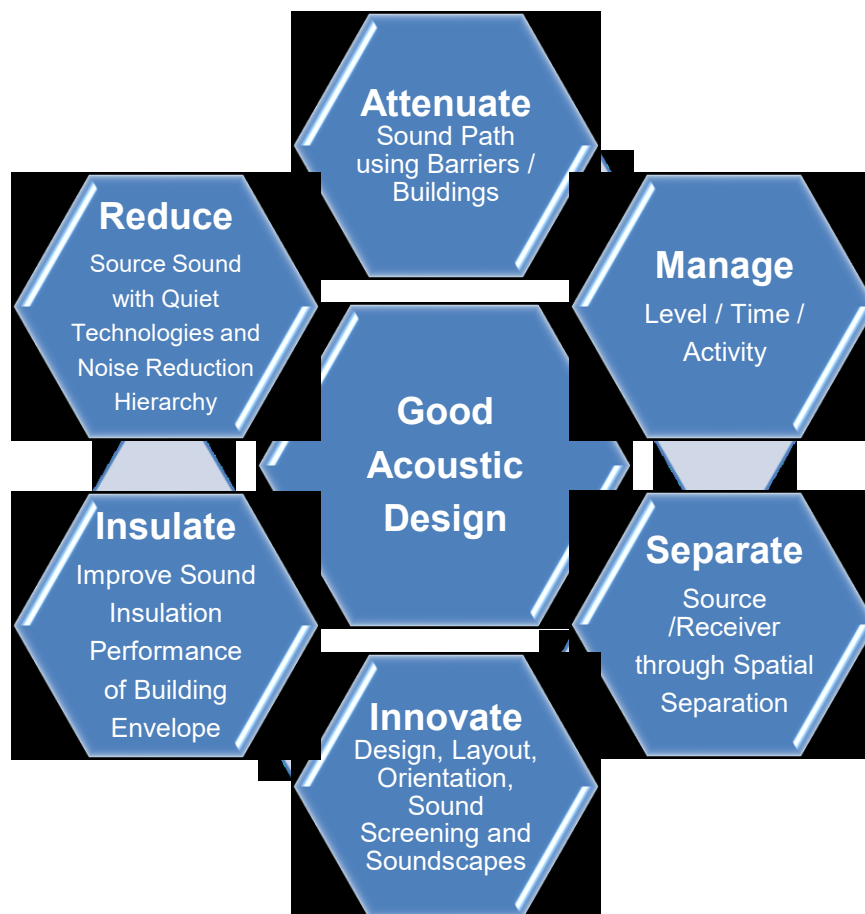 Attenuate
Sound Path
using Barriers /
Buildings
Reduce
Source Sound
with Quiet
Technologies and
Noise Reduction
Hierarchy
Manage
Level / Time /
Activity
Good
Acoustic
Design
Insulate
Improve Sound
Insulation
Performance
of Building
Envelope
Separate
Source
/Receiver
through Spatial
Separation
Innovate
Design, Layout,
Orientation,
Sound
Screening and
Soundscapes